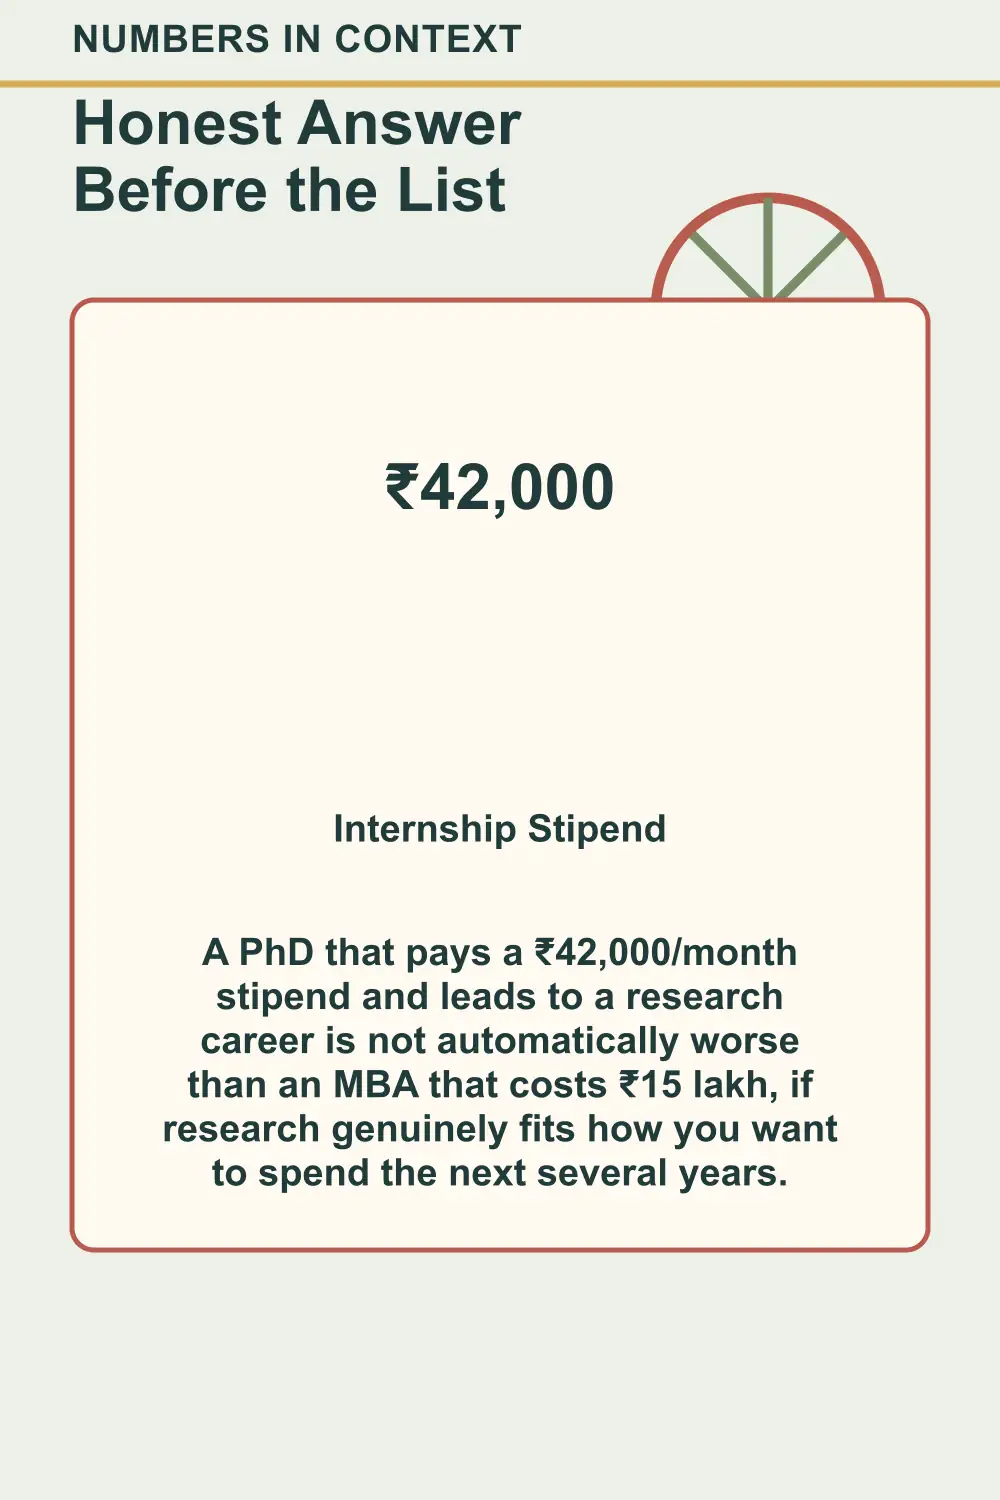 NUMBERS IN CONTEXT
Honest Answer
Before the List
₹42,000
Internship Stipend
A PhD that pays a ₹42,000/month
stipend and leads to a research
career is not automatically worse
than an MBA that costs ₹15 lakh, if
research genuinely fits how you want
to spend the next several years.